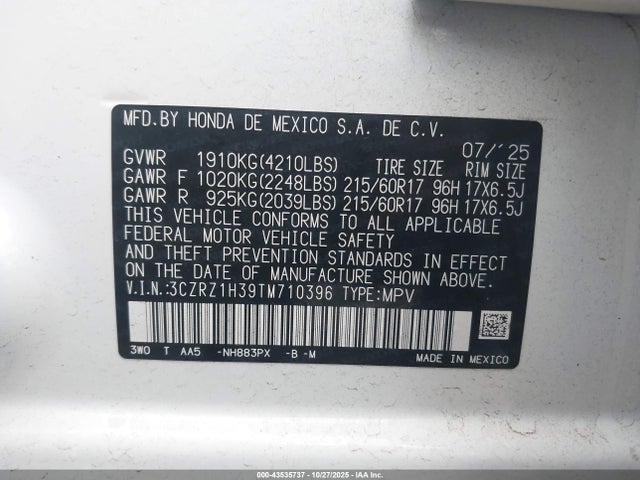 MFD.BY HONDA DE MEXICO S.A. DE C.V.
07/'25
GVWR 1910KG(4210LBS) TIRE SIZE RIM SIZE
GAWR F 1020KG(2248LBS) 215/60R17 96H 17X6.5J
GAWR R 925KG(2039LBS) 215/60R17 96H 17X6.5J
THIS VEHICLE CONFORMS TO ALL APPLICABLE
FEDERAL MOTOR VEHICLE SAFETY
AND THEFT PREVENTION STANDARDS IN EFFECT
ON THE DATE OF MANUFACTURE SHOWN ABOVE.
V.I.N.:3CZRZ1H39TM710396 TYPE:MPV
3W0 T AA5 -NH883PX -B -M MADE IN MEXICO
000-43535737 - 10/27/2025 - IAA Inc.